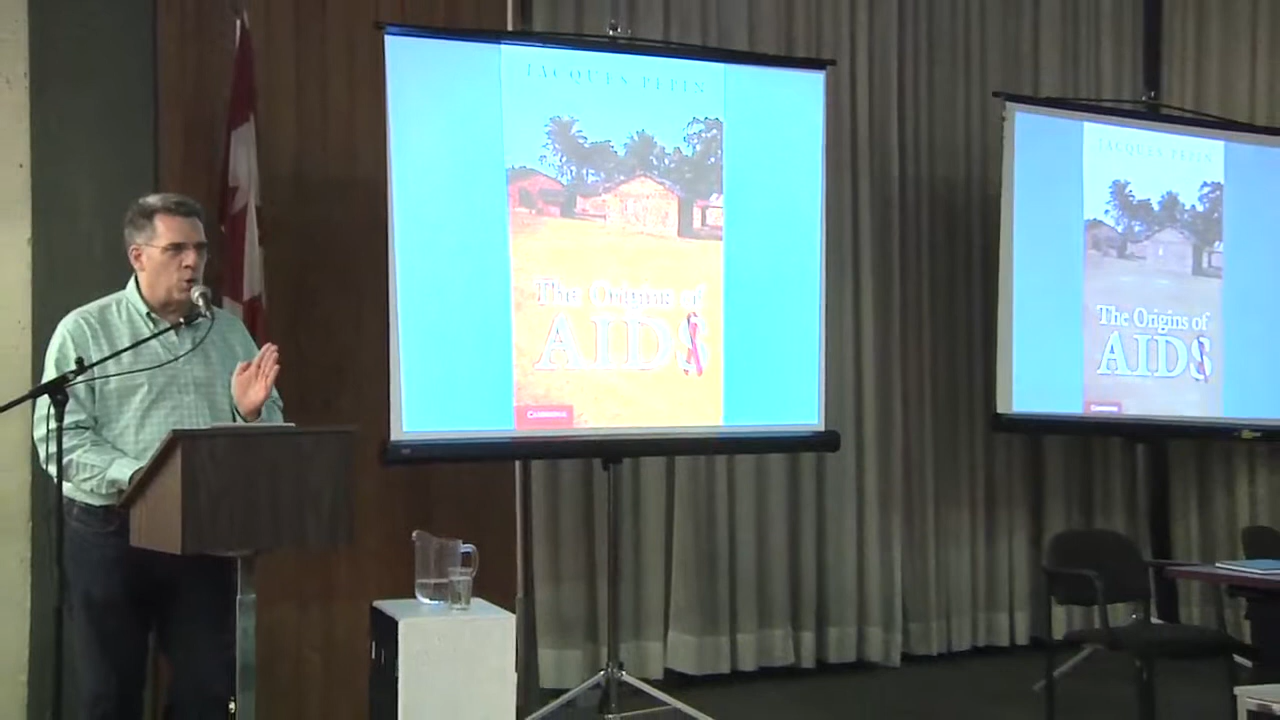 JACQUES PEPIN
The Origins of
AIDS
CAMBRIDGE
JACQUES PEPIN
The Origins of
AIDS